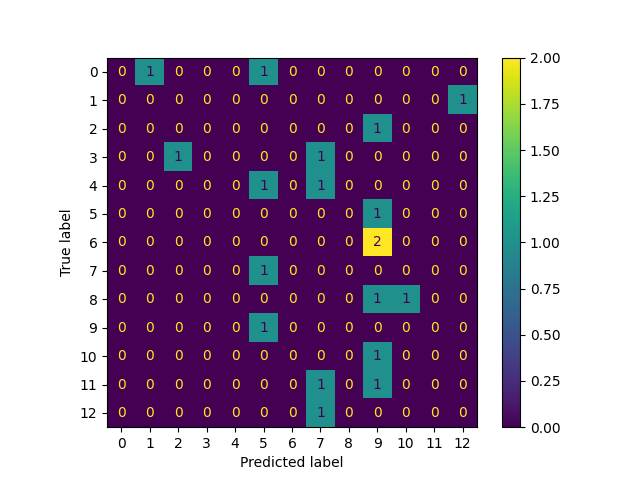 0 0 1 0 0 0 1 0 0 0 0 0 0 0
1 0 0 0 0 0 0 0 0 0 0 0 0 1
2 0 0 0 0 0 0 0 0 0 1 0 0 0
3 0 0 1 0 0 0 0 1 0 0 0 0 0
4 0 0 0 0 0 1 0 1 0 0 0 0 0
5 0 0 0 0 0 0 0 0 0 1 0 0 0
6 0 0 0 0 0 0 0 0 0 2 0 0 0
7 0 0 0 0 0 1 0 0 0 0 0 0 0
8 0 0 0 0 0 0 0 0 0 1 1 0 0
9 0 0 0 0 0 1 0 0 0 0 0 0 0
10 0 0 0 0 0 0 0 0 0 1 0 0 0
11 0 0 0 0 0 0 0 1 0 1 0 0 0
12 0 0 0 0 0 0 0 1 0 0 0 0 0
0 1 2 3 4 5 6 7 8 9 10 11 12
Predicted label
True label
2.00
1.75
1.50
1.25
1.00
0.75
0.50
0.25
0.00